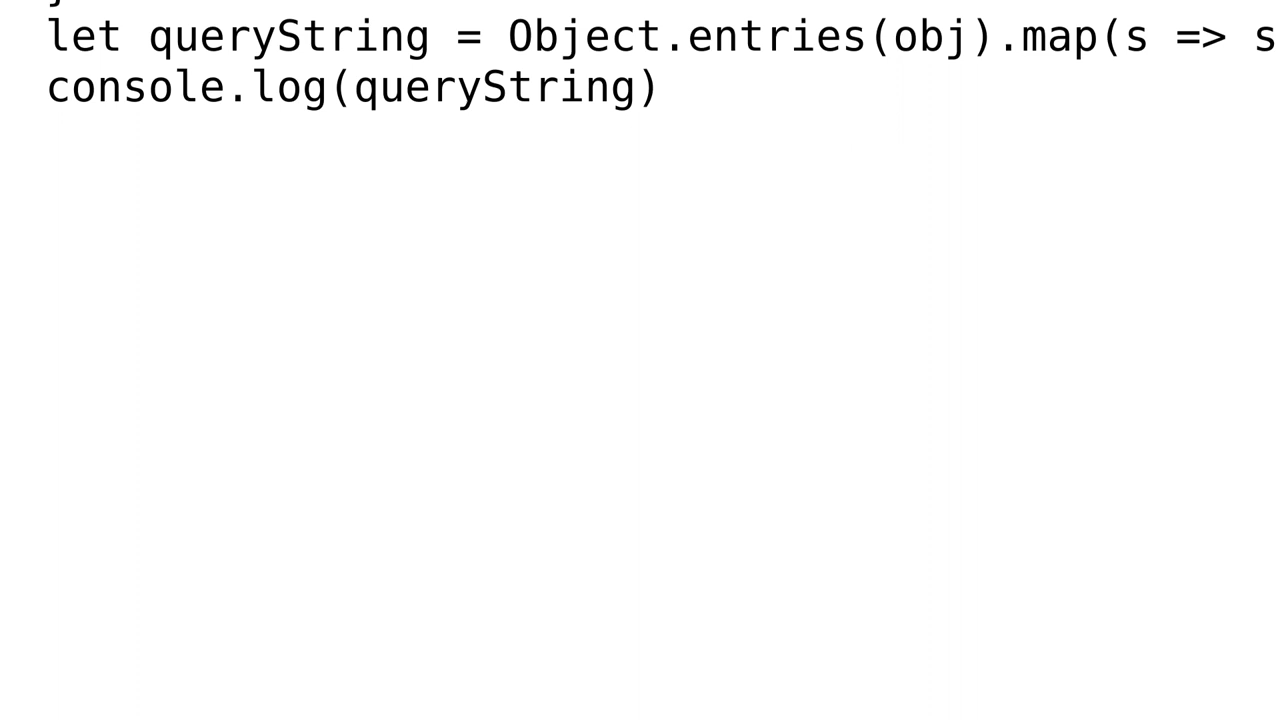 let queryString = Object.entries(obj).map(s => s
console.log(queryString)